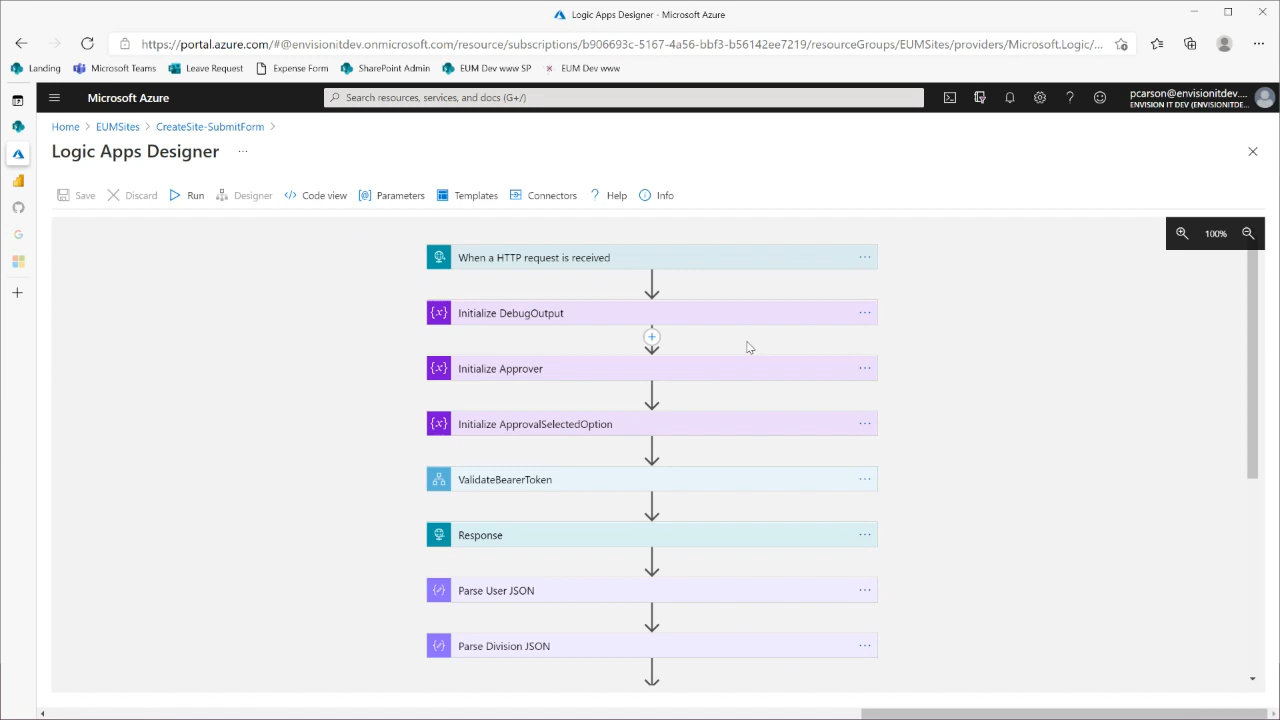 Logic Apps Designer - Microsoft Azure
https://portal.azure.com/#@envisionitdev.onmicrosoft.com/resource/subscriptions/b906693c-5167-4a56-bbf3-b56142ee7219/resourceGroups/EUMSites/providers/Microsoft.Logic/...
Landing Microsoft Teams Leave Request Expense Form SharePoint Admin EUM Dev www SP EUM Dev www
Microsoft Azure Search resources, services, and docs (G+/) pcarson@envisionitdev....
ENVISION IT DEV (ENVISIONITDE...
Home > EUMSites > CreateSite-SubmitForm >
Logic Apps Designer ...
Save Discard Run Designer Code view Parameters Templates Connectors Help Info
100%
When a HTTP request is received
Initialize DebugOutput
Initialize Approver
Initialize ApprovalSelectedOption
ValidateBearerToken
Response
Parse User JSON
Parse Division JSON